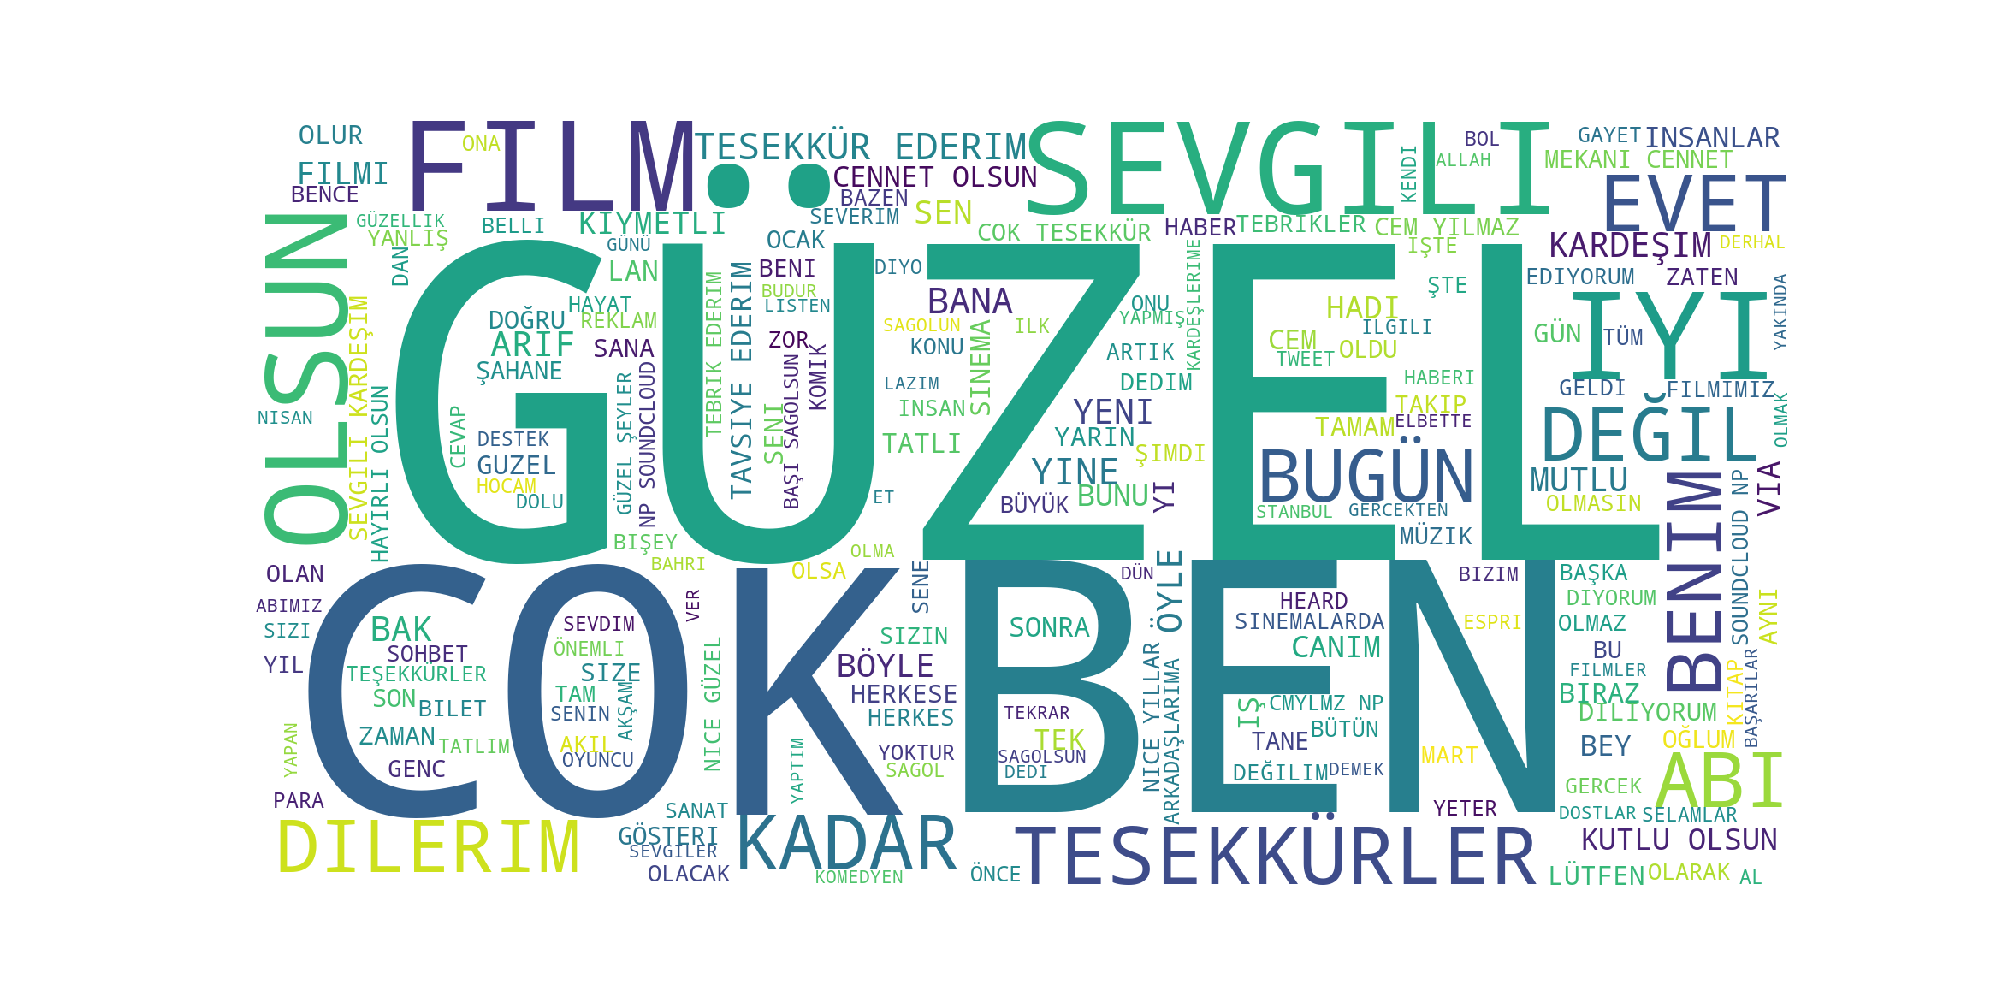 OLUR
FILM
ONA
TESEKKÜR EDERIM
SEVGILI
BOL
GAYET
INSANLAR
FILMI
CENNET OLSUN
KENDI
ALLAH
MEKANI CENNET
BENCE
BAZEN
EVET
OLSUN
GÜZELLIK
BELLI
KIYMETLI
SEVERIM
SEN
COK TESEKKÜR
HABER
TEBRIKLER
CEM YILMAZ
YANLIŞ
GÜNÜ
OCAK
IŞTE
KARDEŞIM
DERHAL
DAN
GÜZEL
LAN
BENI
DIYO
KARDEŞLERIME
ŞTE
EDIYORUM
ZATEN
TEBRIK EDERIM
TAVSIYE EDERIM
BUDUR
LISTEN
BANA
ONU
YAPMIŞ
HADI
IYI
YAKINDA
SEVGILI KARDEŞIM
HAYAT
DOĞRU
REKLAM
SAGOLUN
ILK
CEM
ILGILI
GÜN
TÜM
ARIF
SANA
ZOR
KONU
SINEMA
ARTIK
TWEET
OLDU
ŞAHANE
NP SOUNDCLOUD
BAŞI SAGOLSUN
KOMIK
LAZIM
DEDIM
HABERI
GELDI
FILMIMIZ
NISAN
HAYIRLI OLSUN
CEVAP
GÜZEL ŞEYLER
SENI
INSAN
YENI
TAKIP
DEĞIL
OLMAK
DESTEK
TATLI
YARIN
TAMAM
ELBETTE
GUZEL
YINE
ŞIMDI
BUGÜN
MUTLU
HOCAM
DOLU
ET
BÜYÜK
BUNU
YI
OLMASIN
VIA
STANBUL
GERCEKTEN
BENIM
SOUNDCLOUD NP
BIŞEY
OLMA
MÜZIK
BAHRI
OLSA
SENE
DÜN
ÖYLE
BIZIM
BAŞKA
OLAN
COK
BEN
VER
HEARD
DIYORUM
AYNI
ABIMIZ
SIZI
BAK
SEVDIM
SIZIN
SONRA
SINEMALARDA
ESPRI
OLMAZ
SOHBET
ÖNEMLI
NICE GÜZEL
CANIM
BU
YIL
TEŞEKKÜRLER
SIZE
BÖYLE
NICE YILLAR
ARKADAŞLARIMA
FILMLER
SON
TAM
AKŞAM
HERKESE
IŞ
CMYLMZ NP
BIRAZ
KITAP
BAŞARILAR
BILET
SENIN
HERKES
TEKRAR
DILIYORUM
ZAMAN
TATLIM
AKIL
TEK
TANE
BÜTÜN
BEY
OĞLUM
YAPAN
OYUNCU
YAPTIM
YOKTUR
SAGOLSUN
MART
GENC
SAGOL
DEDI
DEĞILIM
DEMEK
GERCEK
ABI
PARA
SANAT
YETER
DOSTLAR
SELAMLAR
DILERIM
GÖSTERI
KADAR
TESEKKÜRLER
KUTLU OLSUN
SEVGILER
OLACAK
KOMEDYEN
ÖNCE
LÜTFEN
OLARAK
AL